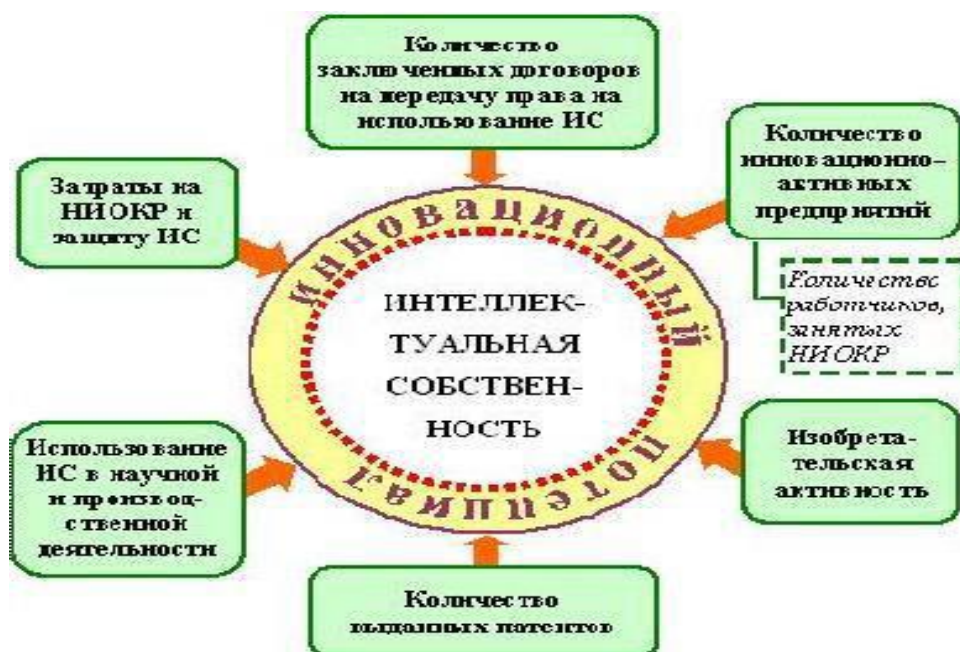 Количество
заключенных договоров
на передачу права на
использование ИС
Количество
инновационно–
активных
предприятий
Количество
работчиков,
занятых
НИОКР
Затраты на
НИОКР и
защиту ИС
инновационный
потенциал
ИНТЕЛЛЕК-
ТУАЛЬНАЯ
СОБСТВЕН-
НОСТЬ
Изобрета-
тельская
активность
Использование
ИС в научной
и производ-
ственной
деятельности
Количество
выданных патентов